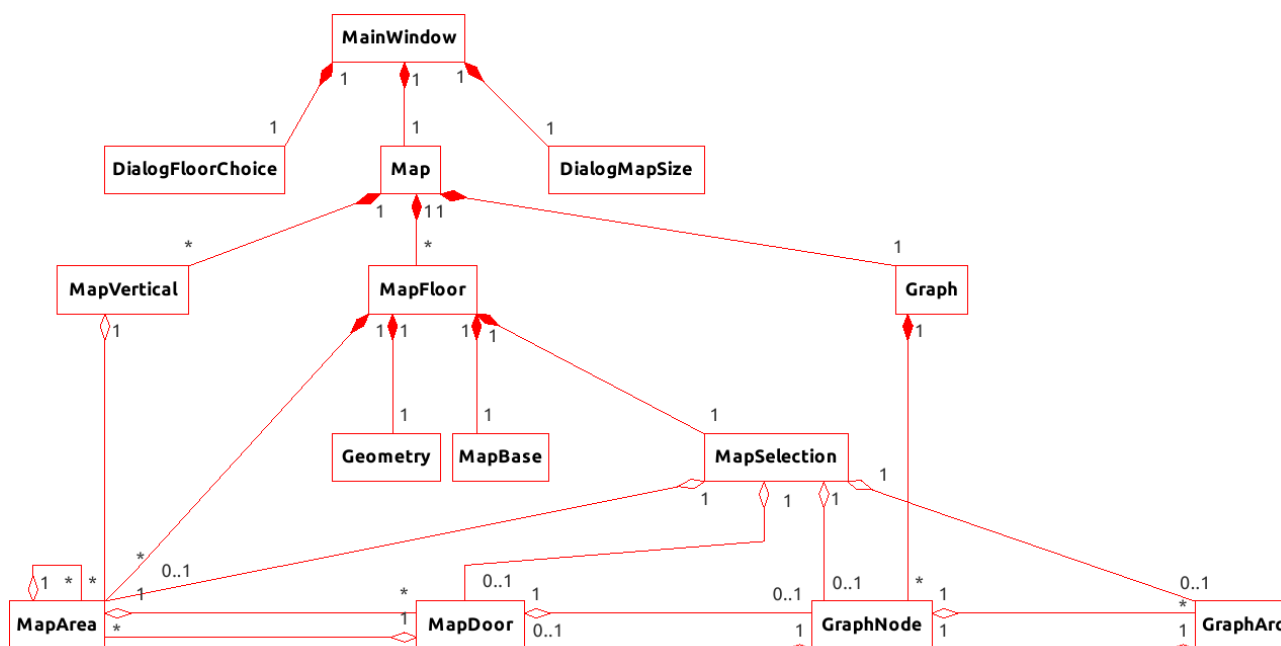 MainWindow
1 1 1
1 1 1
DialogFloorChoice Map DialogMapSize
1 11
* * 1
MapVertical MapFloor Graph
1 1 1 1 1 1
1 1 1
Geometry MapBase MapSelection
1 1 1 1
* 0..1 0..1 0..1 0..1 * 0..1
1 * * 1 * 1 1 *
MapArea MapDoor GraphNode GraphArc
* 1 0..1 1 1 1